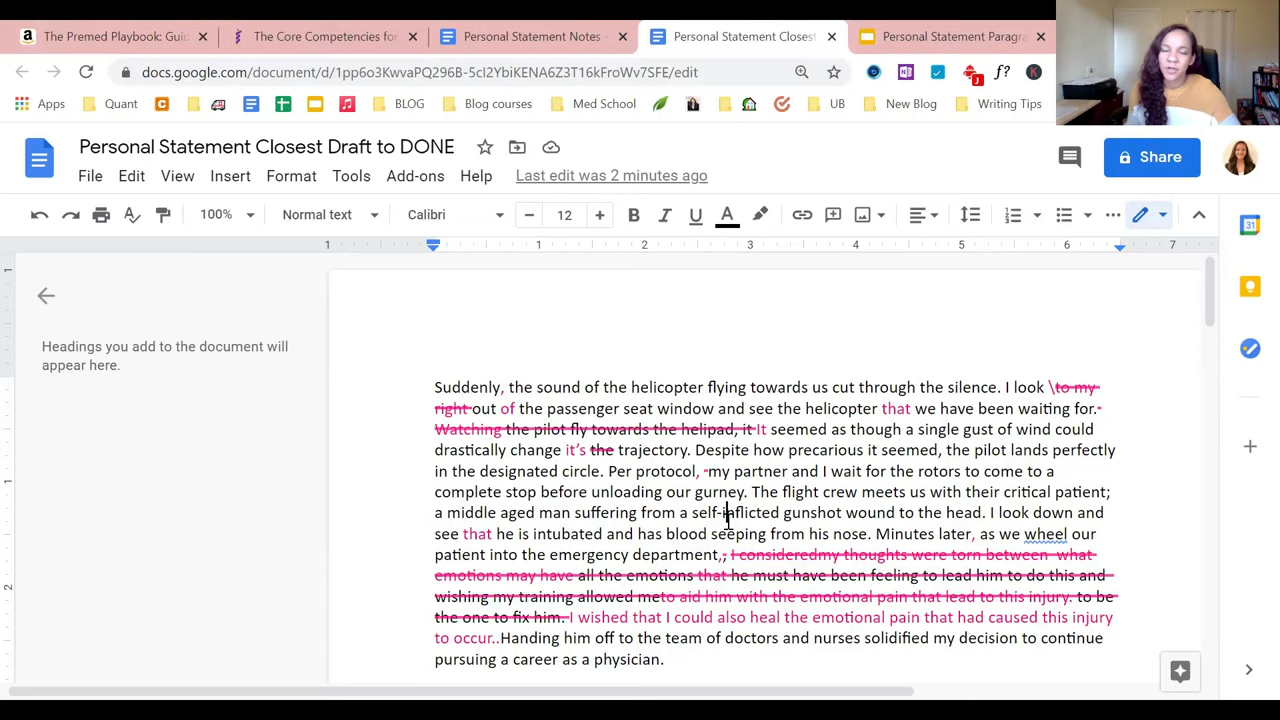 The Premed Playbook: Guid
The Core Competencies for
Personal Statement Notes -
Personal Statement Closest
Personal Statement Paragra
docs.google.com/document/d/1pp6o3KwvaPQ296B-5d2YbiKENA6Z3T16kFroWv7SFE/edit
Apps Quant BLOG Blog courses Med School UB New Blog Writing Tips
Personal Statement Closest Draft to DONE
Share
File Edit View Insert Format Tools Add-ons Help Last edit was 2 minutes ago
100% Normal text Calibri 12 B I U A
1 1 2 3 4 5 6 7
Headings you add to the document will
appear here.
Suddenly, the sound of the helicopter flying towards us cut through the silence. I look \to my
right out of the passenger seat window and see the helicopter that we have been waiting for.
Watching the pilot fly towards the helipad, it It seemed as though a single gust of wind could
drastically change it's the trajectory. Despite how precarious it seemed, the pilot lands perfectly
in the designated circle. Per protocol, my partner and I wait for the rotors to come to a
complete stop before unloading our gurney. The flight crew meets us with their critical patient;
a middle aged man suffering from a self-inflicted gunshot wound to the head. I look down and
see that he is intubated and has blood seeping from his nose. Minutes later, as we wheel our
patient into the emergency department,; I consideredmy thoughts were torn between what
emotions may have all the emotions that he must have been feeling to lead him to do this and
wishing my training allowed meto aid him with the emotional pain that lead to this injury. to be
the one to fix him. I wished that I could also heal the emotional pain that had caused this injury
to occur..Handing him off to the team of doctors and nurses solidified my decision to continue
pursuing a career as a physician.